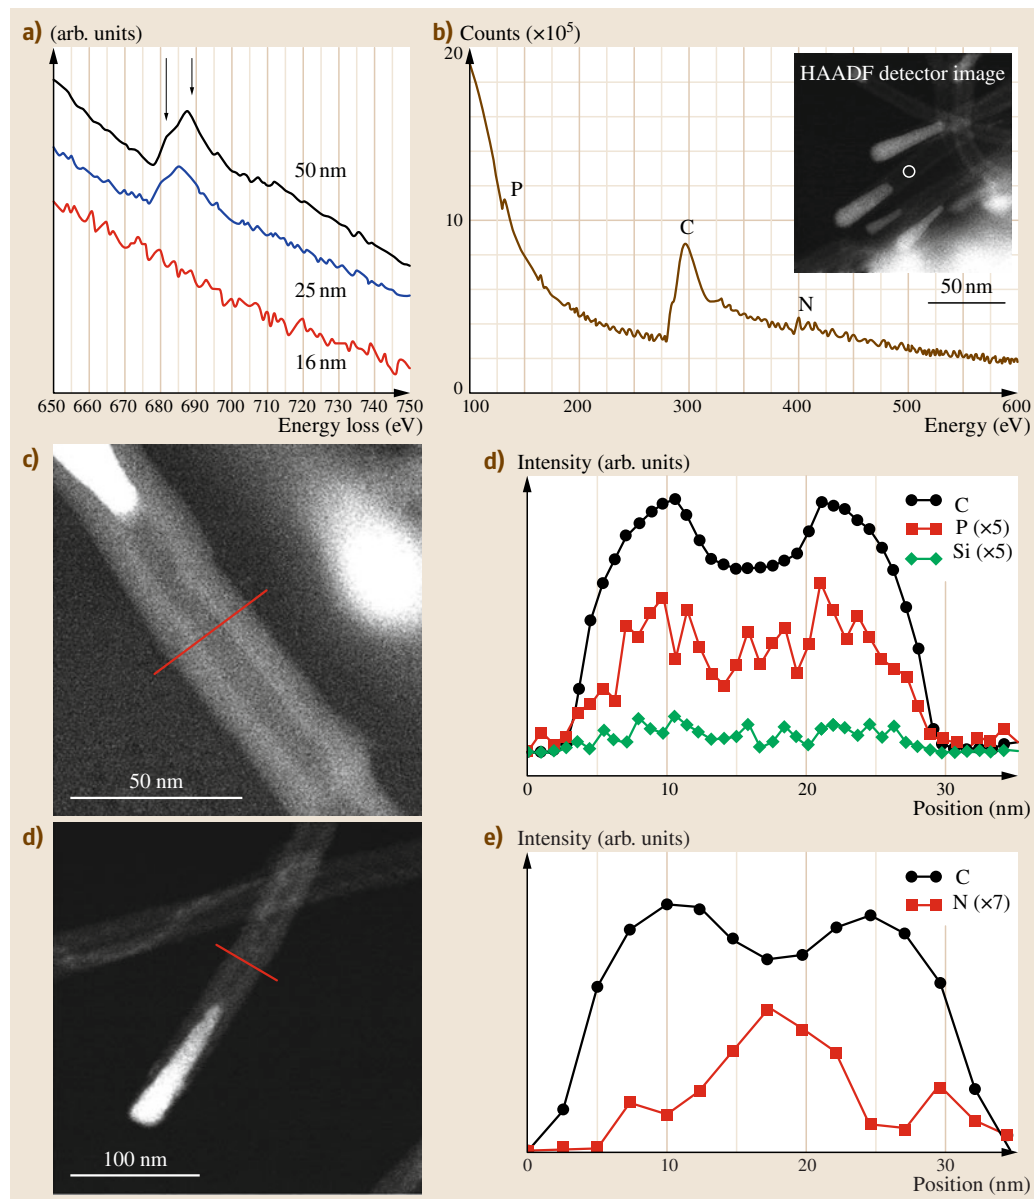 a) (arb. units)
50 nm
25 nm
16 nm
650 660 670 680 690 700 710 720 730 740 750
Energy loss (eV)
b) Counts (×10⁵)
20
10
0
P
C
N
HAADF detector image
50 nm
100 200 300 400 500 600
Energy (eV)
c)
50 nm
d) Intensity (arb. units)
C
P (×5)
Si (×5)
0 10 20 30
Position (nm)
d)
100 nm
e) Intensity (arb. units)
C
N (×7)
0 10 20 30
Position (nm)